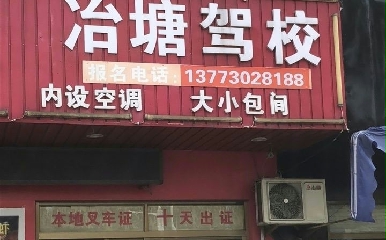 冶塘驾校
报名电话:13773028188
内设空调 大小包间
本地叉车证 十天出证
虾